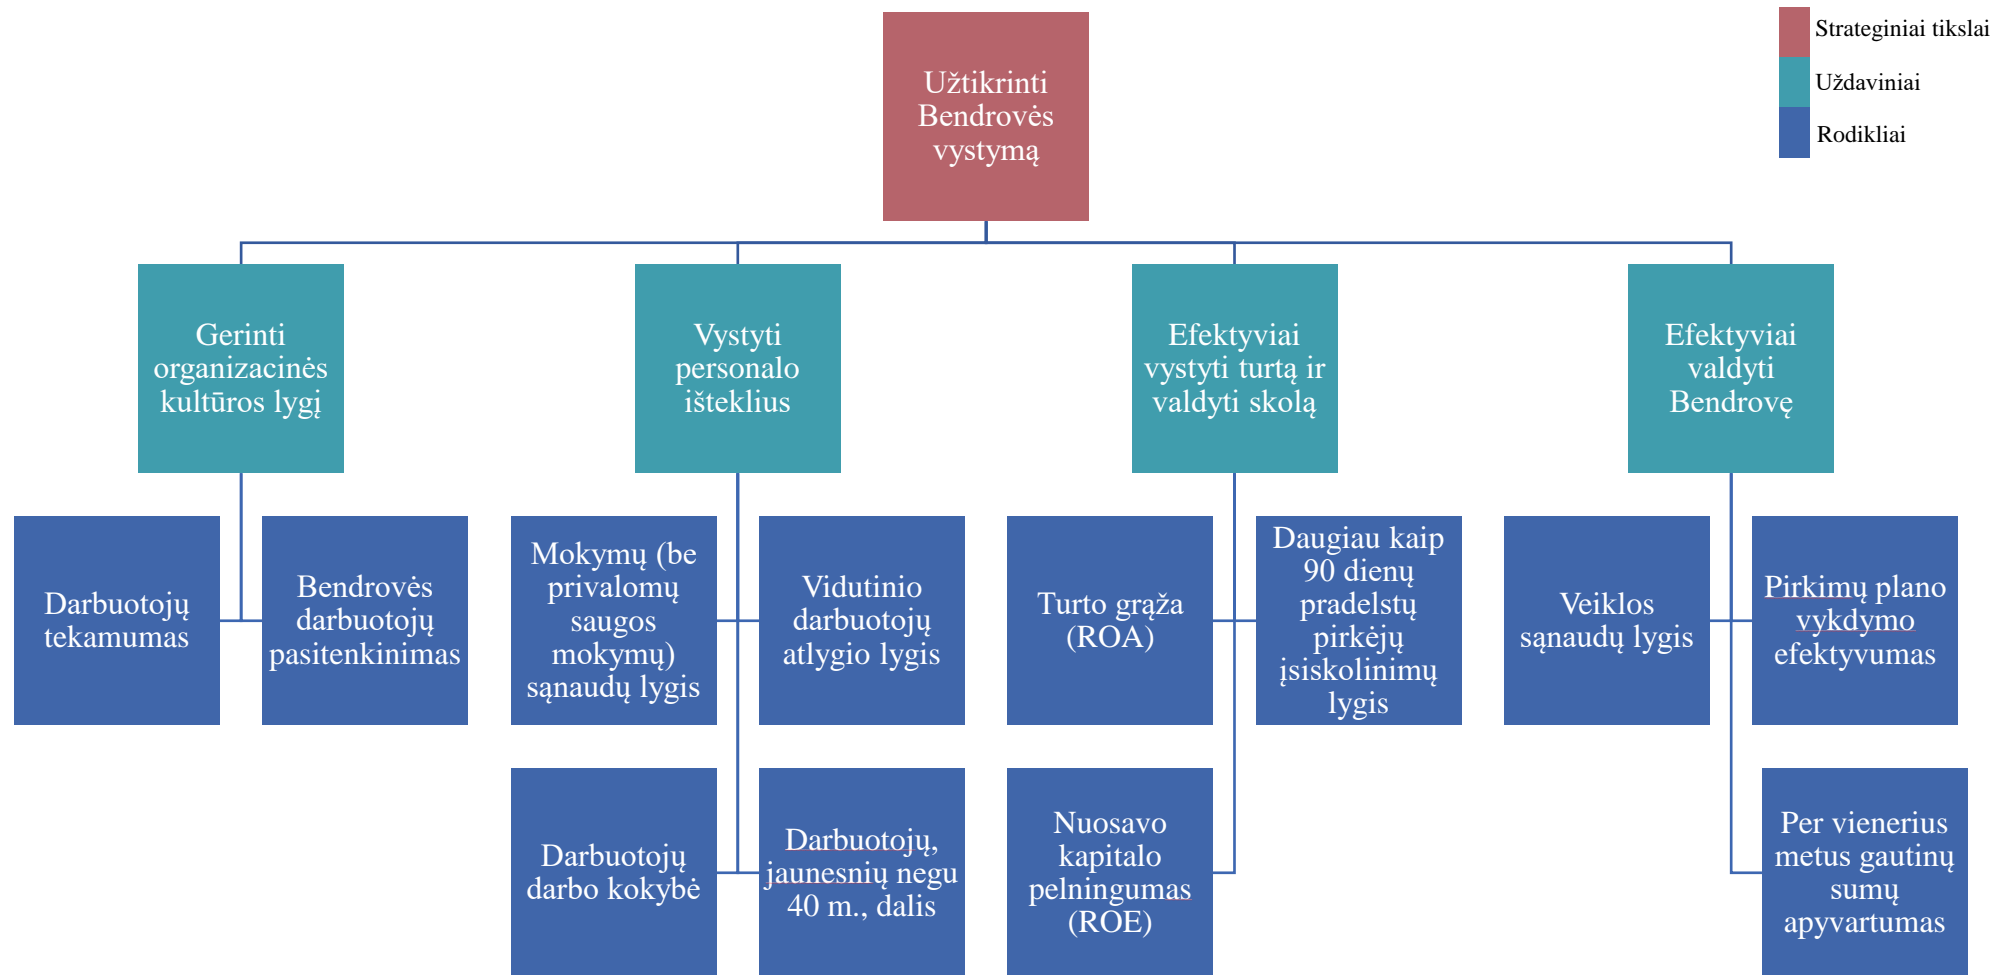 Strateginiai tikslai
Uždaviniai
Rodikliai
Užtikrinti
Bendrovės
vystymą
Gerinti
organizacinės
kultūros lygį
Vystyti
personalo
išteklius
Efektyviai
vystyti turtą ir
valdyti skolą
Efektyviai
valdyti
Bendrovę
Darbuotojų
tekamumas
Bendrovės
darbuotojų
pasitenkinimas
Mokymų (be
privalomų
saugos
mokymų)
sąnaudų lygis
Vidutinio
darbuotojų
atlygio lygis
Turto grąža
(ROA)
Daugiau kaip
90 dienų
pradelstų
pirkėjų
įsiskolinimų
lygis
Veiklos
sąnaudų lygis
Pirkimų plano
vykdymo
efektyvumas
Darbuotojų
darbo kokybė
Darbuotojų,
jaunesnių negu
40 m., dalis
Nuosavo
kapitalo
pelningumas
(ROE)
Per vienerius
metus gautinų
sumų
apyvartumas